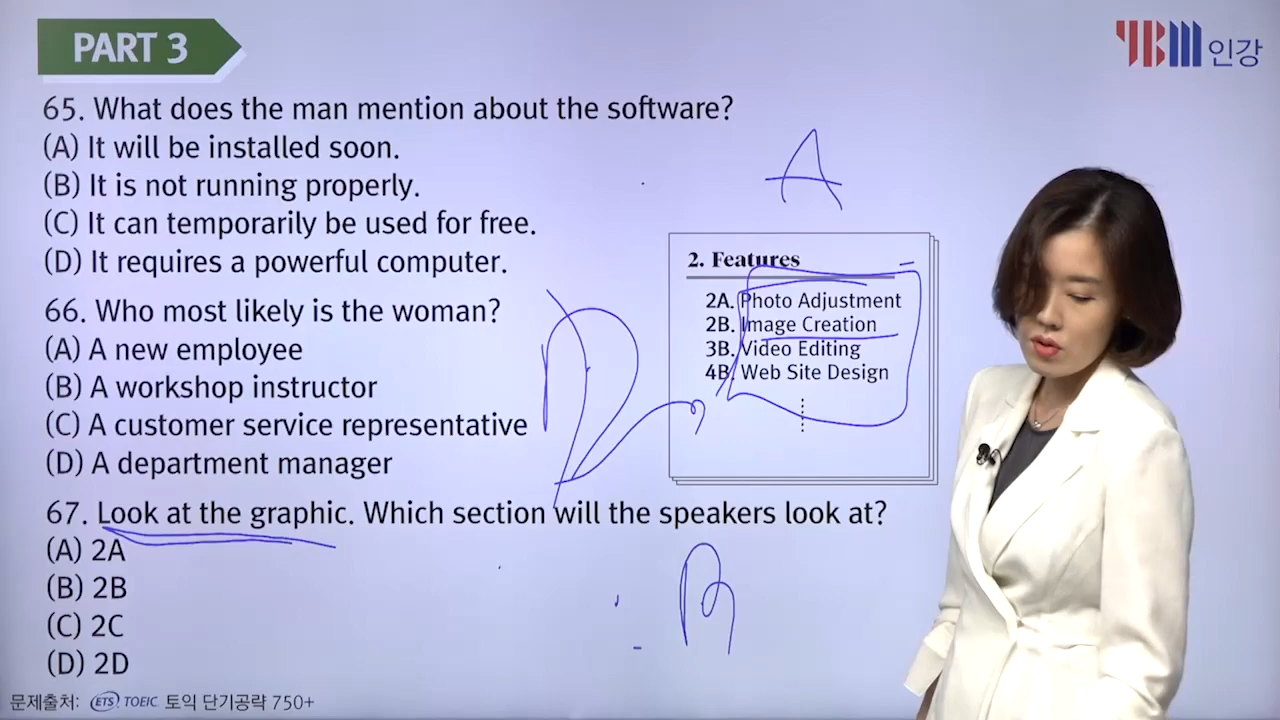 PART 3
YBM 인강
65. What does the man mention about the software?
(A) It will be installed soon.
(B) It is not running properly.
(C) It can temporarily be used for free.
(D) It requires a powerful computer.
66. Who most likely is the woman?
(A) A new employee
(B) A workshop instructor
(C) A customer service representative
(D) A department manager
67. Look at the graphic. Which section will the speakers look at?
(A) 2A
(B) 2B
(C) 2C
(D) 2D
A
2. Features
2A. Photo Adjustment
2B. Image Creation
3B. Video Editing
4B. Web Site Design
문제출처: ETS TOEIC 토익 단기공략 750+